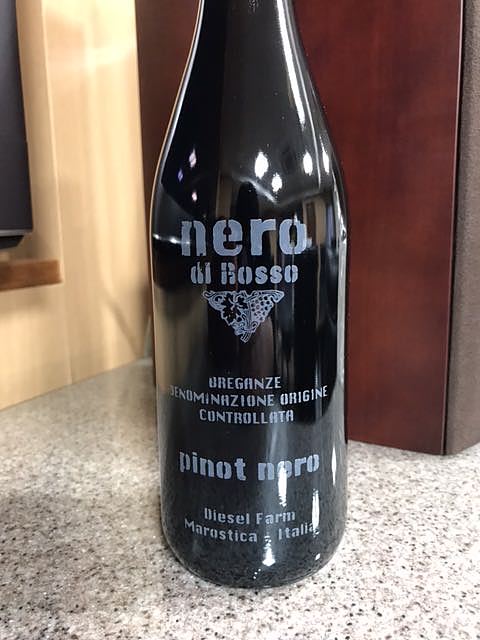 nero
di Rosso
BREGANZE
DENOMINAZIONE ORIGINE
CONTROLLATA
pinot nero
Diesel Farm
Marostica - Italia